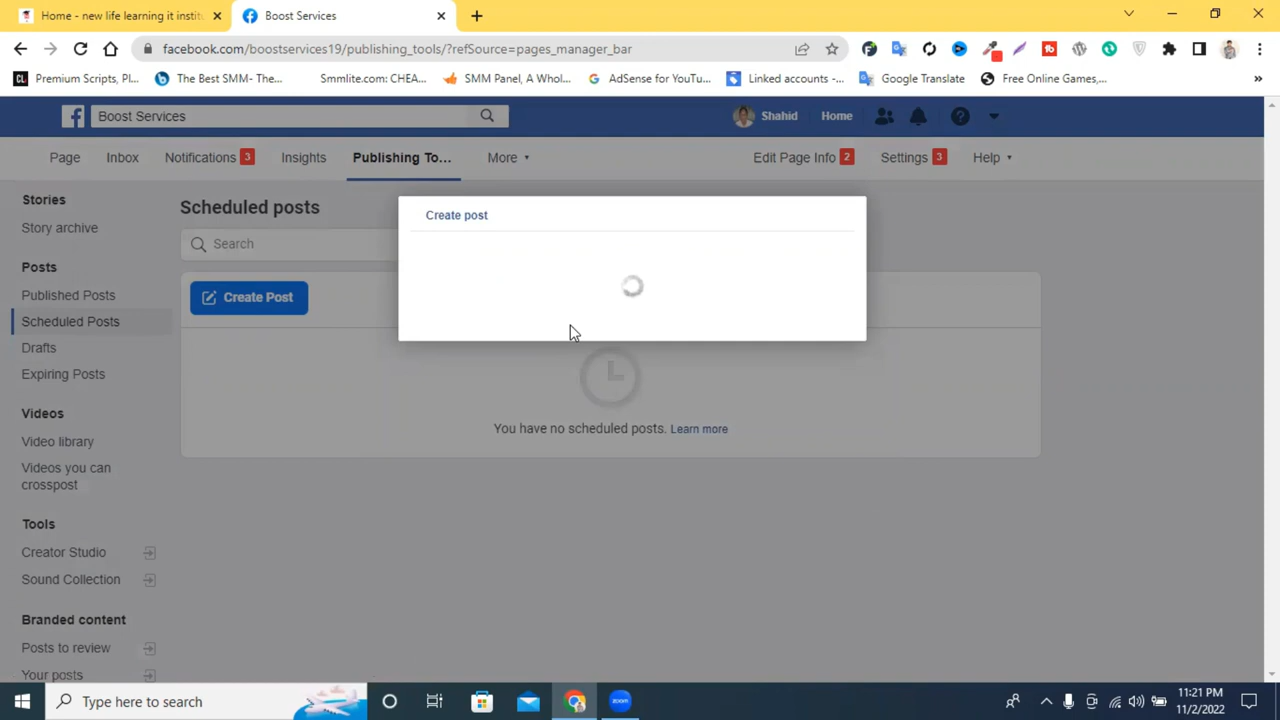 Home - new life learning it instit
Boost Services
facebook.com/boostservices19/publishing_tools/?refSource=pages_manager_bar
Premium Scripts, Pl...
The Best SMM- The...
Smmlite.com: CHEA...
SMM Panel, A Whol...
AdSense for YouTu...
Linked accounts -...
Google Translate
Free Online Games,...
»
Boost Services
Shahid
Home
Page
Inbox
Notifications 3
Insights
Publishing To...
More
Edit Page Info 2
Settings 3
Help
Stories
Story archive
Posts
Published Posts
Scheduled Posts
Drafts
Expiring Posts
Videos
Video library
Videos you can
crosspost
Tools
Creator Studio
Sound Collection
Branded content
Posts to review
Your posts
Scheduled posts
Search
Create Post
Create post
You have no scheduled posts. Learn more
Type here to search
zoom
11:21 PM
11/2/2022